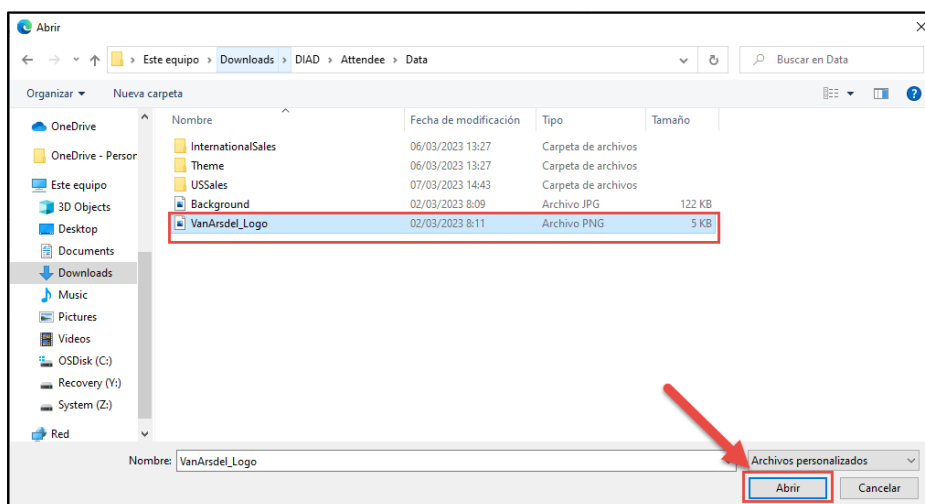 Abrir
Este equipo > Downloads > DIAD > Attendee > Data
Buscar en Data
Organizar Nueva carpeta
Nombre Fecha de modificación Tipo Tamaño
OneDrive
OneDrive - Person
Este equipo
3D Objects
Desktop
Documents
Downloads
Music
Pictures
Videos
OSDisk (C:)
Recovery (Y:)
System (Z:)
Red
InternationalSales 06/03/2023 13:27 Carpeta de archivos
Theme 06/03/2023 13:27 Carpeta de archivos
USSales 07/03/2023 14:43 Carpeta de archivos
Background 02/03/2023 8:09 Archivo JPG 122 KB
VanArsdel_Logo 02/03/2023 8:11 Archivo PNG 5 KB
Nombre: VanArsdel_Logo
Archivos personalizados
Abrir Cancelar